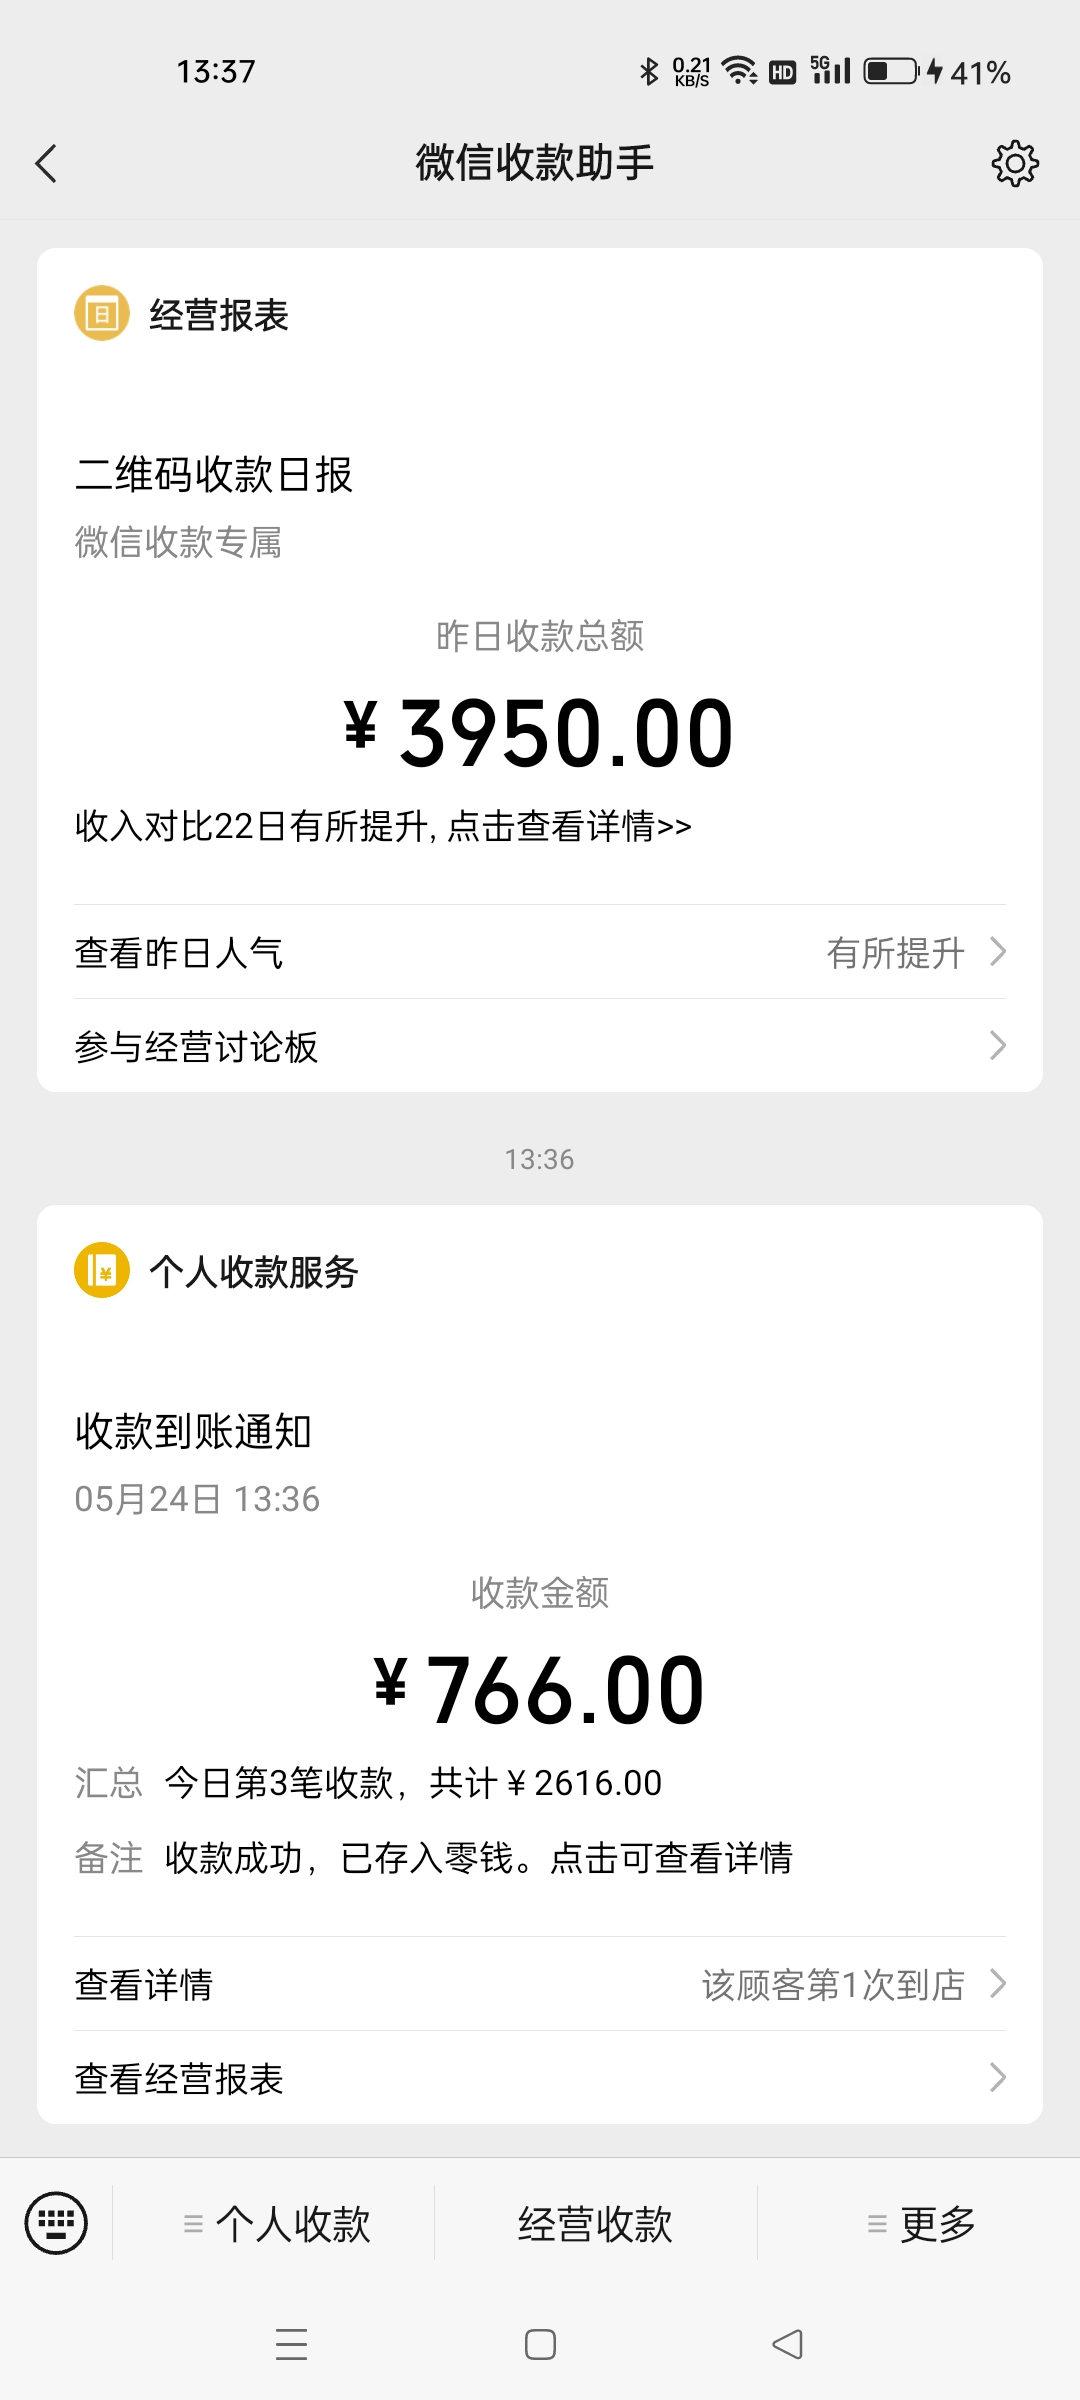 13:37
0.21 KB/S HD 5G 41%
微信收款助手
日 经营报表
二维码收款日报
微信收款专属
昨日收款总额
¥3950.00
收入对比22日有所提升,点击查看详情>>
查看昨日人气 有所提升
参与经营讨论板
13:36
¥ 个人收款服务
收款到账通知
05月24日 13:36
收款金额
¥766.00
汇总 今日第3笔收款，共计¥2616.00
备注 收款成功，已存入零钱。点击可查看详情
查看详情 该顾客第1次到店
查看经营报表
个人收款 经营收款 更多